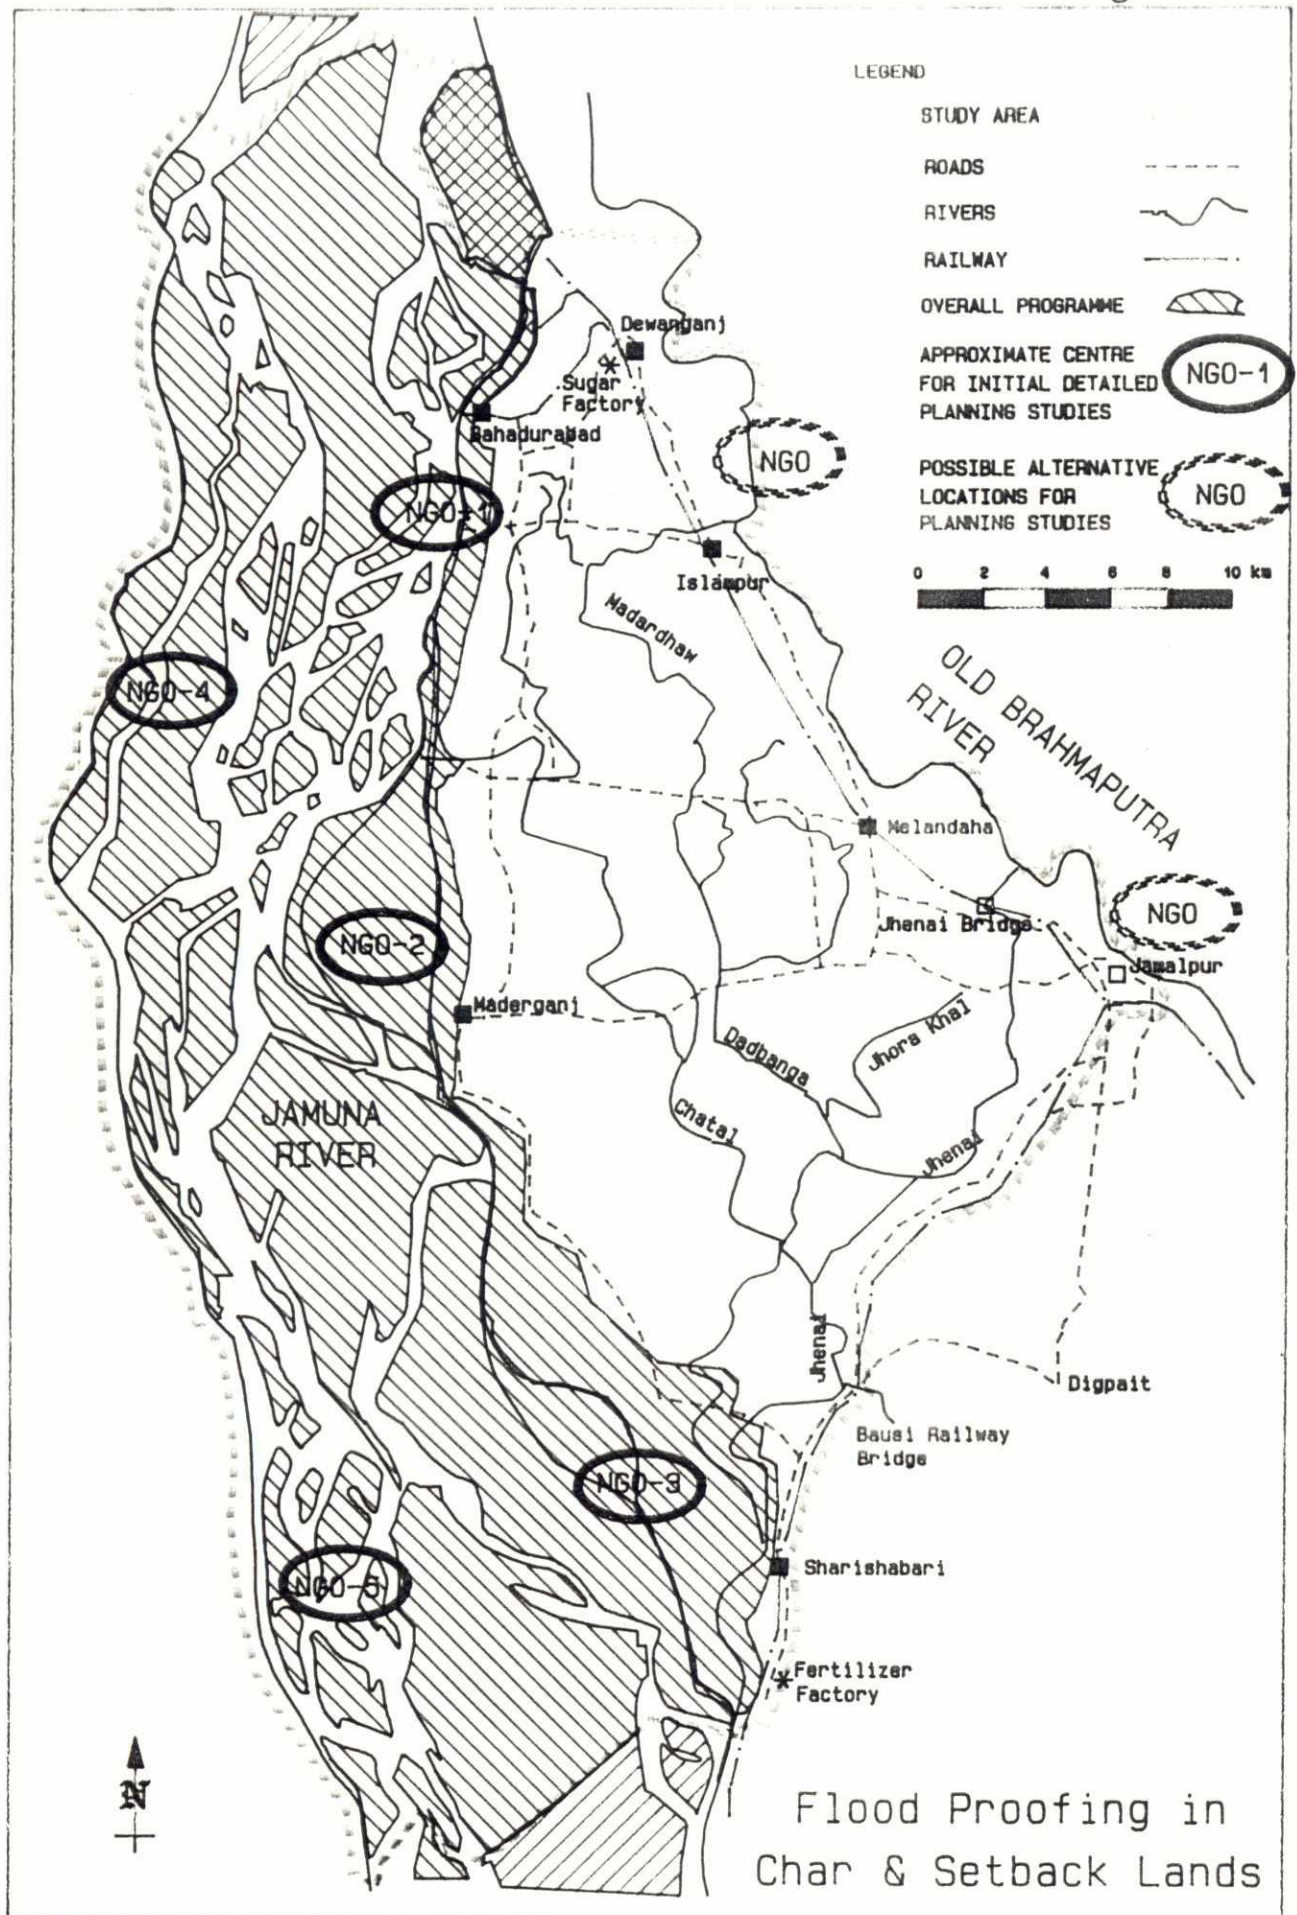 LEGEND
STUDY AREA
ROADS
RIVERS
RAILWAY
OVERALL PROGRAMME
APPROXIMATE CENTRE
FOR INITIAL DETAILED
PLANNING STUDIES
NGO-1
POSSIBLE ALTERNATIVE
LOCATIONS FOR
PLANNING STUDIES
NGO
0 2 4 6 8 10 km
Dewanganj
Sugar
Factory
Bahadurabad
NGO
NGO-1
Islampur
Madardhaw
OLD BRAHMAPUTRA
RIVER
NGO-4
Melandaha
NGO
Jhenai Bridge
NGO-2
Jamalpur
Maderganj
Jhora Khal
Dadbanga
Chatal
Jhenai
JAMUNA
RIVER
Jhenai
Digpait
Bausi Railway
Bridge
NGO-3
Sharishabari
NGO-5
Fertilizer
Factory
N
Flood Proofing in
Char & Setback Lands